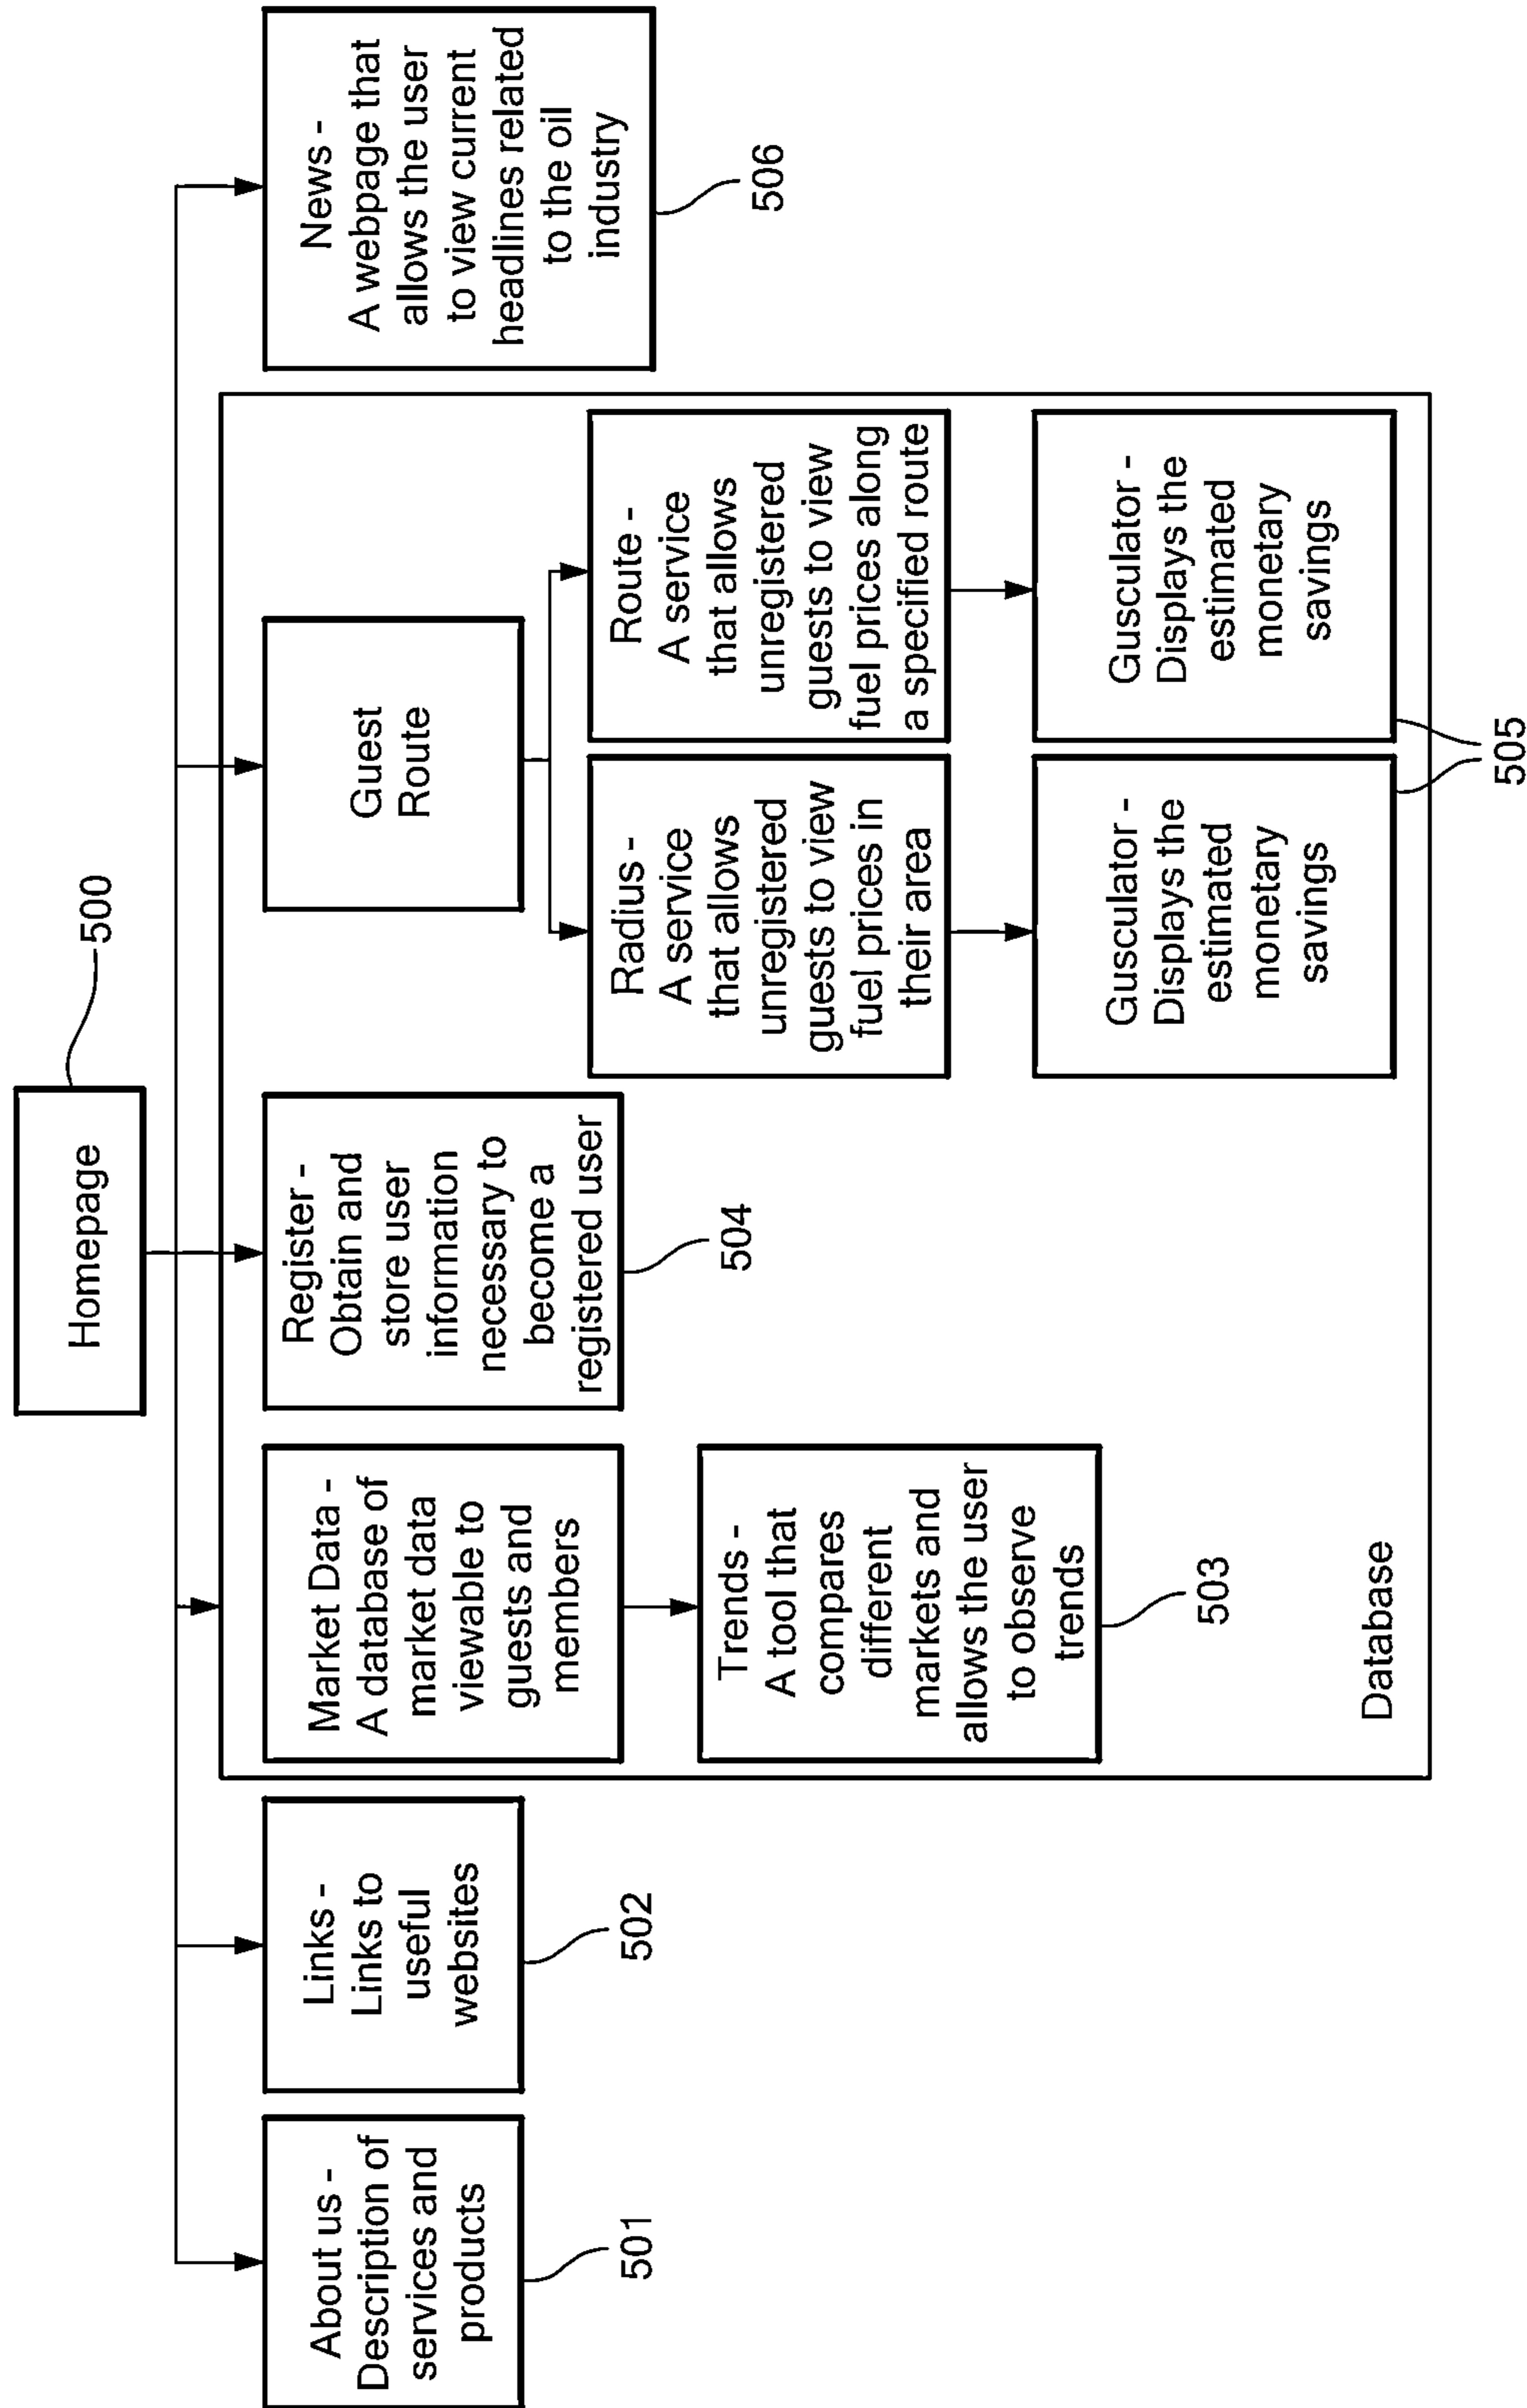 Homepage
500
About us -
Description of
services and
products
501
Links -
Links to
useful
websites
502
Market Data -
A database of
market data
viewable to
guests and
members
Trends -
A tool that
compares
different
markets and
allows the user
to observe
trends
503
Register -
Obtain and
store user
information
necessary to
become a
registered user
504
Guest
Route
Radius -
A service
that allows
unregistered
guests to view
fuel prices in
their area
Route -
A service
that allows
unregistered
guests to view
fuel prices along
a specified route
Gusculator -
Displays the
estimated
monetary
savings
Gusculator -
Displays the
estimated
monetary
savings
505
Database
News -
A webpage that
allows the user
to view current
headlines related
to the oil
industry
506